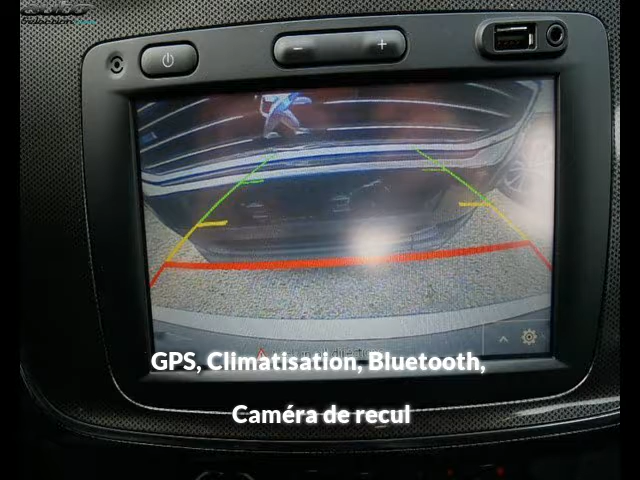 GPS, Climatisation, Bluetooth,
Caméra de recul